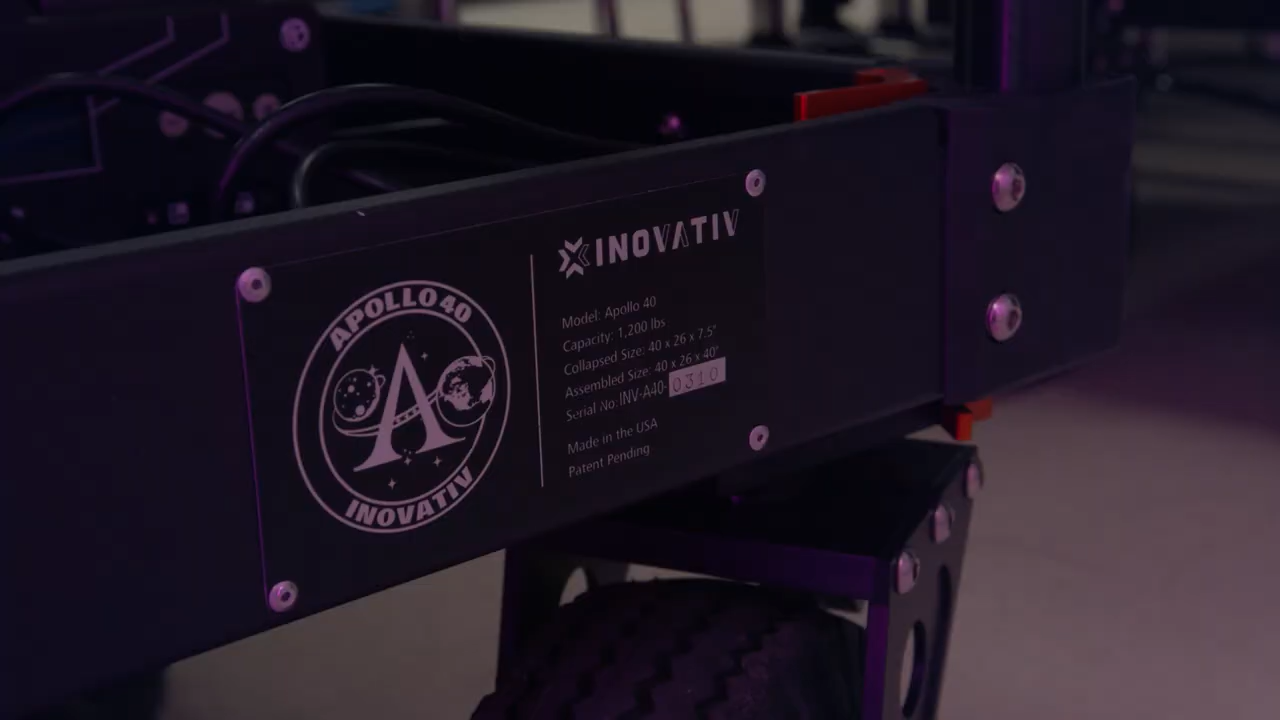 APOLLO 40
A
INOVATIV
INOVATIV
Model: Apollo 40
Capacity: 1,200 lbs
Collapsed Size: 40 x 26 x 7.5"
Assembled Size: 40 x 26 x 40"
Serial No: INV-A40-0310
Made in the USA
Patent Pending